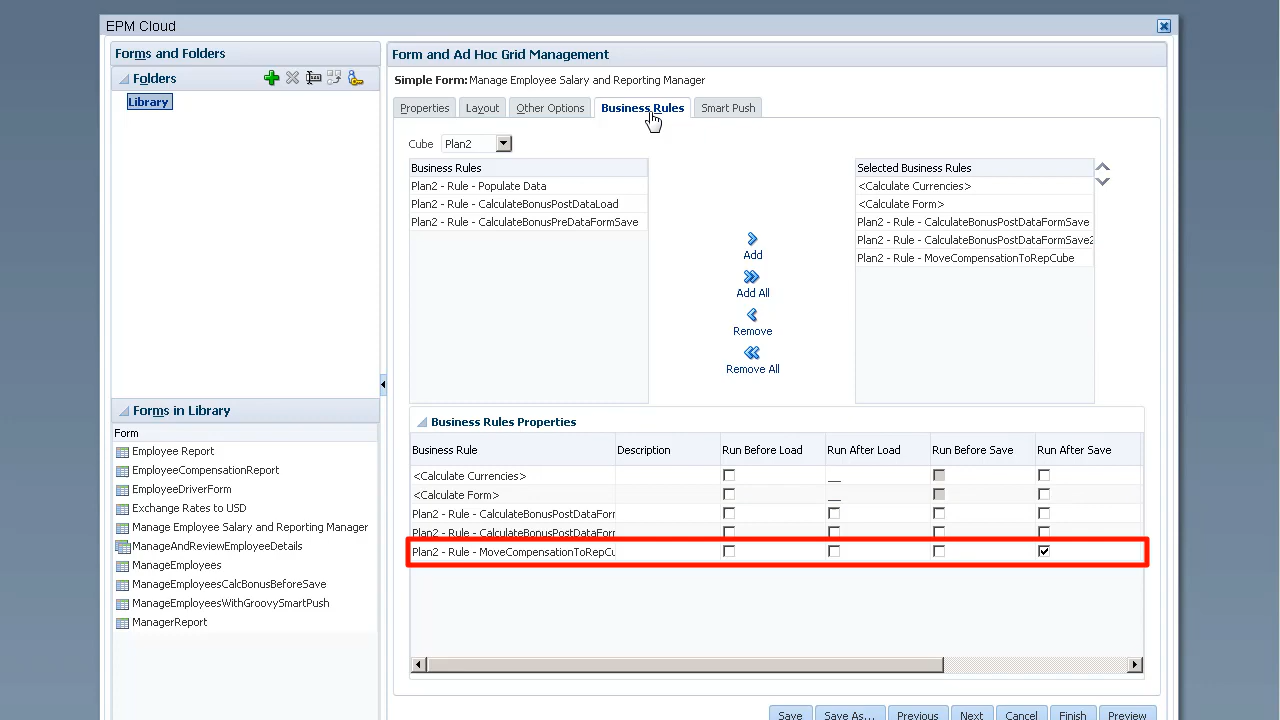 EPM Cloud
Forms and Folders
Folders
Library
Forms in Library
Form
Employee Report
EmployeeCompensationReport
EmployeeDriverForm
Exchange Rates to USD
Manage Employee Salary and Reporting Manager
ManageAndReviewEmployeeDetails
ManageEmployees
ManageEmployeesCalcBonusBeforeSave
ManageEmployeesWithGroovySmartPush
ManagerReport
Form and Ad Hoc Grid Management
Simple Form: Manage Employee Salary and Reporting Manager
Properties Layout Other Options Business Rules Smart Push
Cube Plan2
Business Rules
Plan2 - Rule - Populate Data
Plan2 - Rule - CalculateBonusPostDataLoad
Plan2 - Rule - CalculateBonusPreDataFormSave
Add
Add All
Remove
Remove All
Selected Business Rules
<Calculate Currencies>
<Calculate Form>
Plan2 - Rule - CalculateBonusPostDataFormSave
Plan2 - Rule - CalculateBonusPostDataFormSave2
Plan2 - Rule - MoveCompensationToRepCube
Business Rules Properties
Business Rule Description Run Before Load Run After Load Run Before Save Run After Save
<Calculate Currencies>
<Calculate Form>
Plan2 - Rule - CalculateBonusPostDataForr
Plan2 - Rule - CalculateBonusPostDataForr
Plan2 - Rule - MoveCompensationToRepCu
Save Save As... Previous Next Cancel Finish Preview